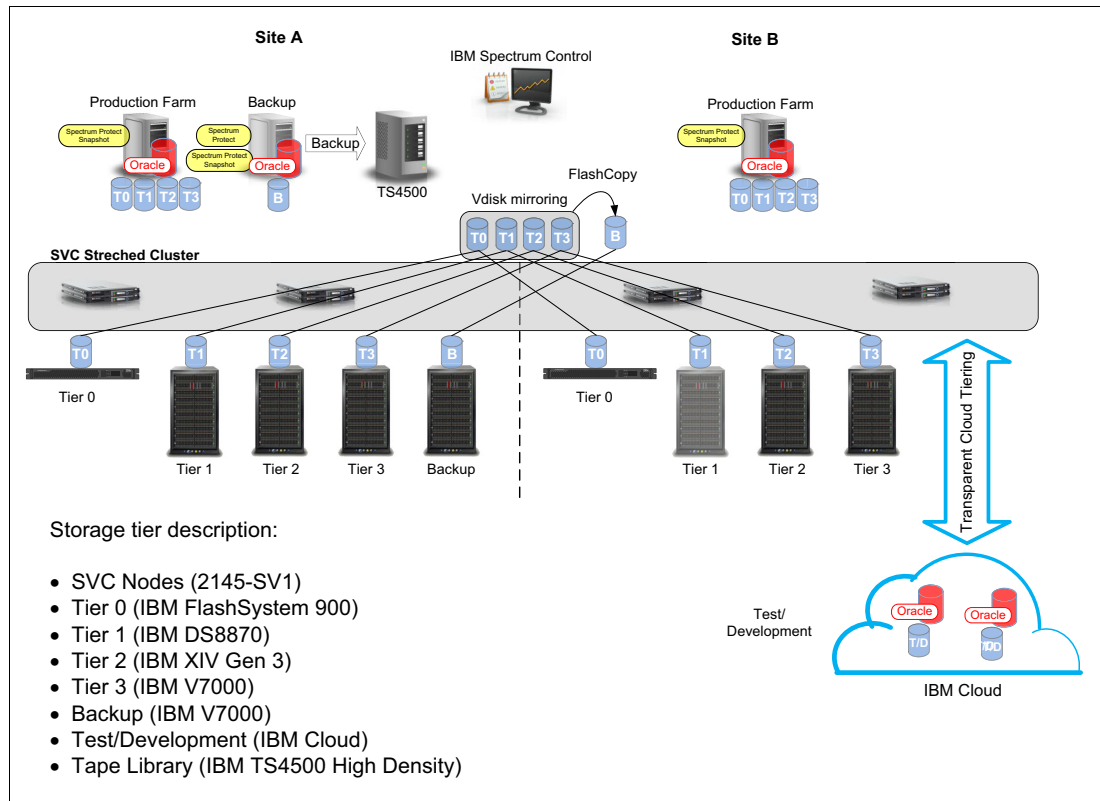 Site A
Site B
IBM Spectrum Control
Production Farm
Backup
Production Farm
Spectrum Protect
Snapshot
Spectrum
Protect
Spectrum Protect
Snapshot
Backup
Spectrum Protect
Snapshot
Oracle
Oracle
Oracle
TS4500
T0
T1
T2
T3
B
T0
T1
T2
T3
FlashCopy
Vdisk mirroring
T0
T1
T2
T3
B
SVC Streched Cluster
T0
T1
T2
T3
B
T0
T1
T2
T3
Tier 0
Tier 1
Tier 2
Tier 3
Backup
Tier 0
Tier 1
Tier 2
Tier 3
Transparent Cloud Tiering
Storage tier description:
• SVC Nodes (2145-SV1)
• Tier 0 (IBM FlashSystem 900)
• Tier 1 (IBM DS8870)
• Tier 2 (IBM XIV Gen 3)
• Tier 3 (IBM V7000)
• Backup (IBM V7000)
• Test/Development (IBM Cloud)
• Tape Library (IBM TS4500 High Density)
Test/
Development
Oracle
Oracle
T/D
IBM Cloud